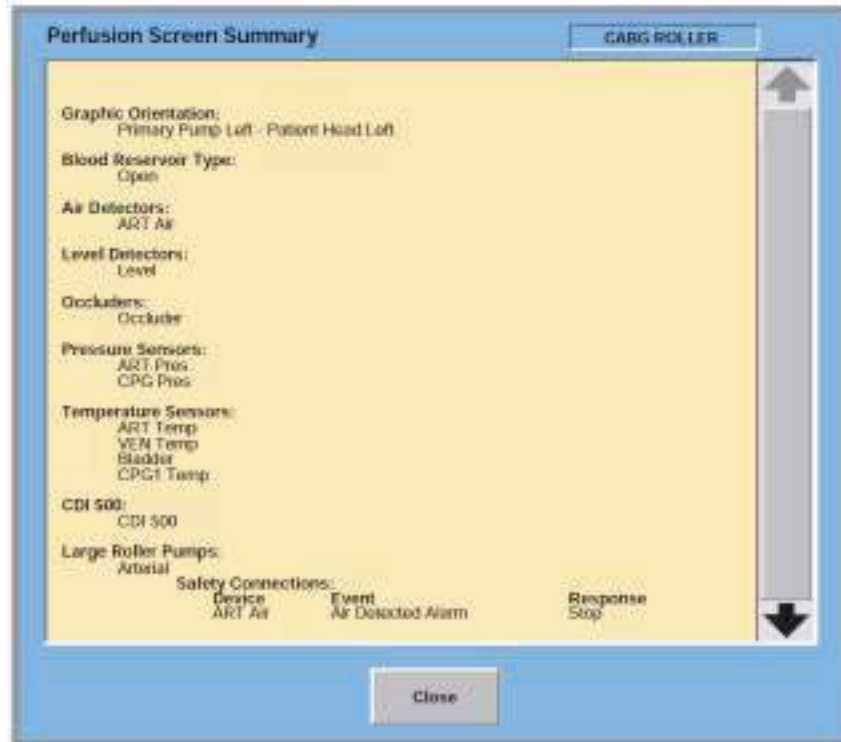 Perfusion Screen Summary
CABG ROLLER
Graphic Orientation:
Primary Pump Left - Patient Head Left
Blood Reservoir Type:
Open
Air Detectors:
ART Air
Level Detectors:
Level
Occluders:
Occluder
Pressure Sensors:
ART Pres
CPG Pres
Temperature Sensors:
ART Temp
VEN Temp
Bladder
CPG1 Temp
CDI 500:
CDI 500
Large Roller Pumps:
Arterial
Safety Connections:
Device Event Response
ART Air Air Detected Alarm Stop
Close